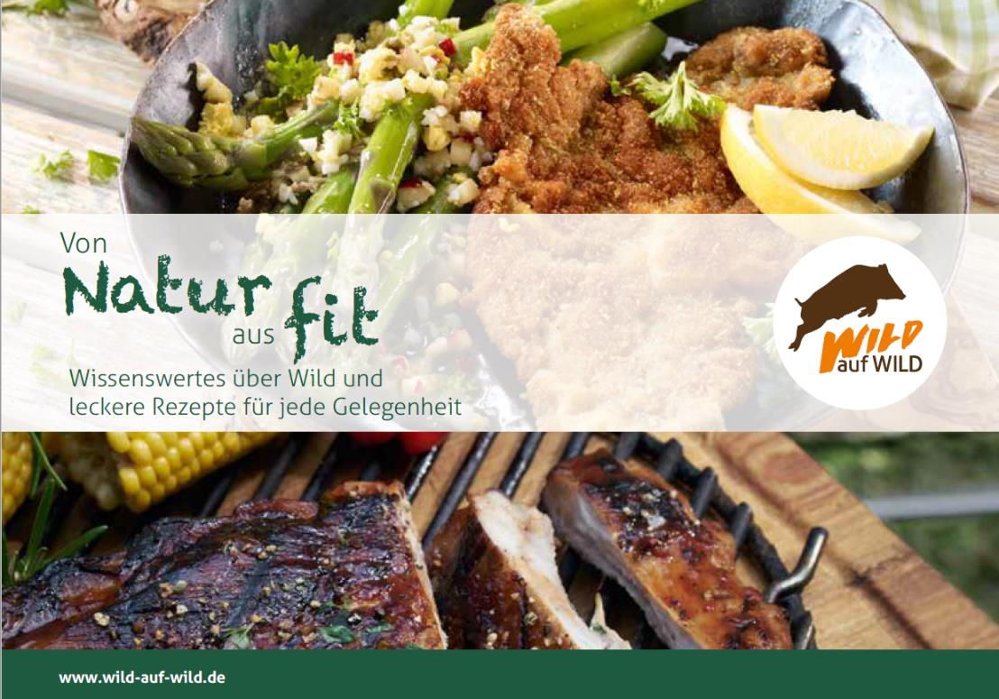 Von
Natur
aus fit
Wissenswertes über Wild und
leckere Rezepte für jede Gelegenheit
WILD
auf WILD
www.wild-auf-wild.de